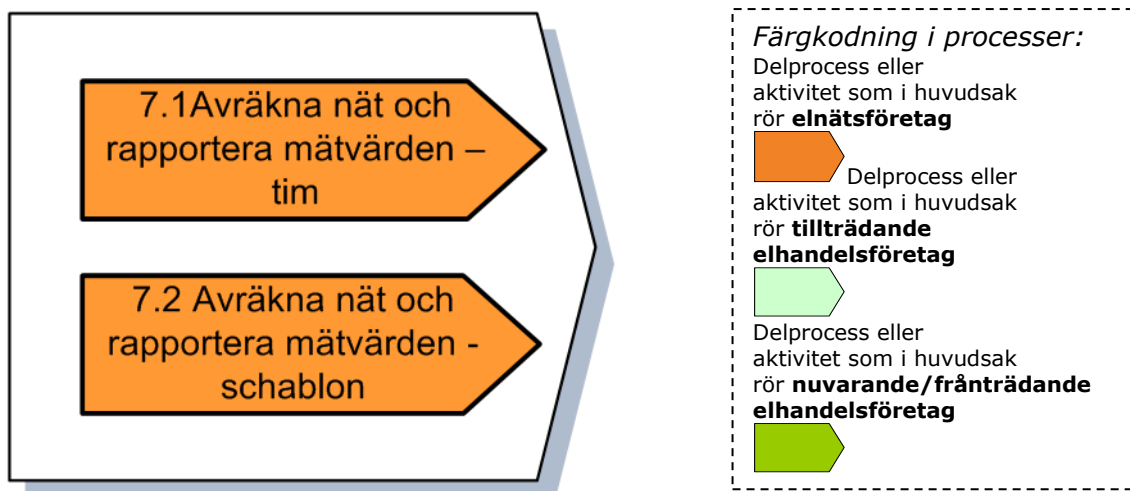 7.1Avräkna nät och
rapportera mätvärden –
tim
7.2 Avräkna nät och
rapportera mätvärden -
schablon
Färgkodning i processer:
Delprocess eller
aktivitet som i huvudsak
rör elnätsföretag
Delprocess eller
aktivitet som i huvudsak
rör tillträdande
elhandelsföretag
Delprocess eller
aktivitet som i huvudsak
rör nuvarande/frånträdande
elhandelsföretag